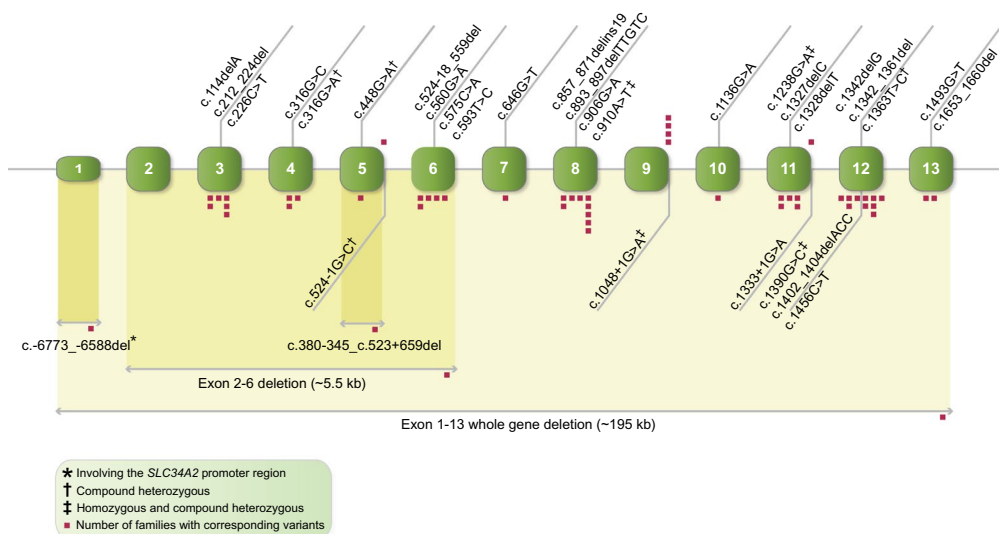 c.114delA
c.212_224del
c.226C>T
c.316G>C
c.316G>A†
c.448G>A†
c.524-18_559del
c.560G>A
c.575C>A
c.593T>C
c.646G>T
c.857_871delins19
c.893_897delTTGTC
c.906G>A
c.910A>T‡
c.1136G>A
c.1238G>A‡
c.1327delC
c.1328delT
c.1342delG
c.1342_1361del
c.1363T>C†
c.1493G>T
c.1653_1660del
1 2 3 4 5 6 7 8 9 10 11 12 13
c.524-1G>C†
c.1048+1G>A‡
c.1333+1G>A
c.1390G>C‡
c.1402_1404delACC
c.1456C>T
c.-6773_-6588del*
c.380-345_c.523+659del
Exon 2-6 deletion (~5.5 kb)
Exon 1-13 whole gene deletion (~195 kb)
* Involving the SLC34A2 promoter region
† Compound heterozygous
‡ Homozygous and compound heterozygous
Number of families with corresponding variants